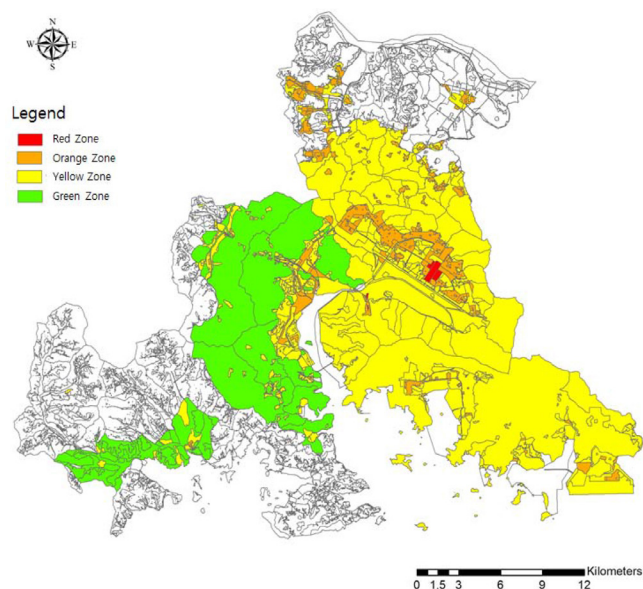 N
W E
S
Legend
Red Zone
Orange Zone
Yellow Zone
Green Zone
Kilometers
0 1.5 3 6 9 12